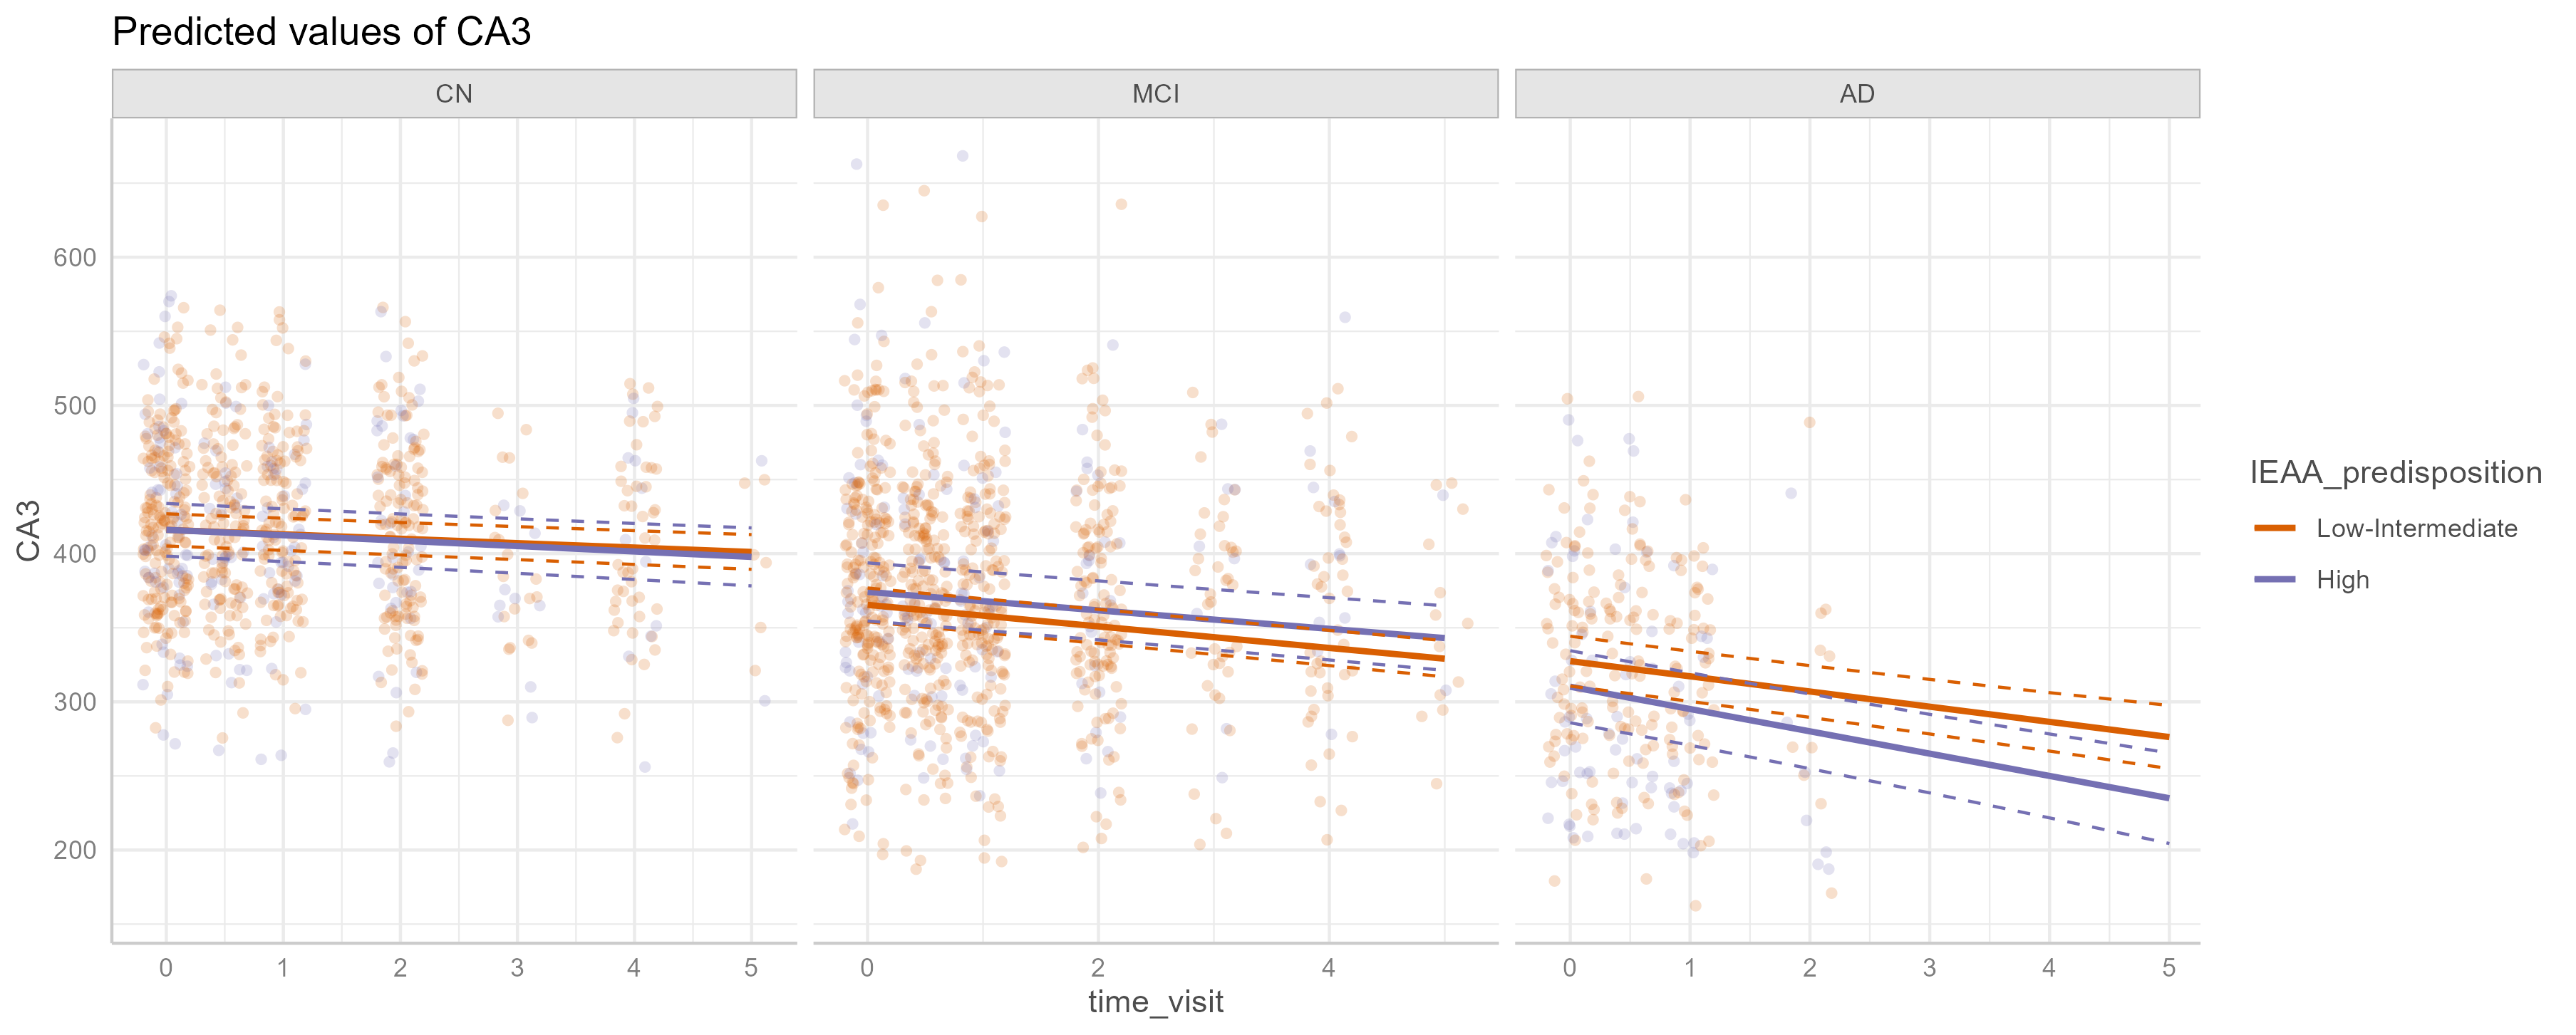 Predicted values of CA3
CN
MCI
AD
600
500
400
300
200
CA3
0 1 2 3 4 5
0 2 4
0 1 2 3 4 5
time_visit
IEAA_predisposition
Low-Intermediate
High